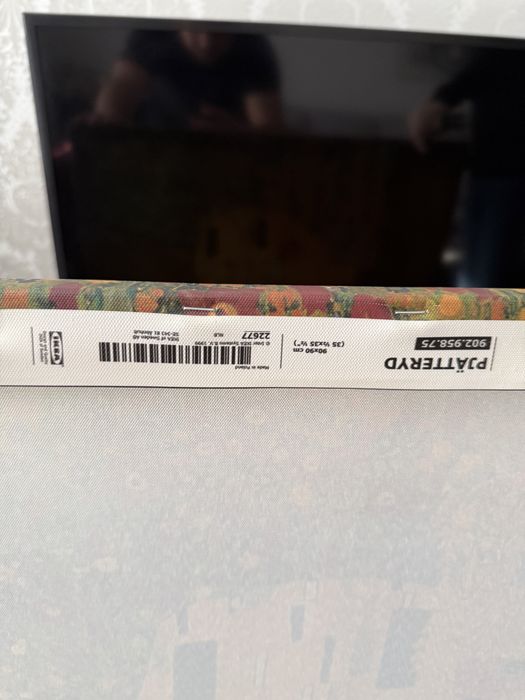 PJÄTTERYD
902.958.75
90x90 cm
(35 ½x35 ½")
Made in Poland
22677 NLB
© Inter IKEA Systems B.V. 1999
IKEA of Sweden AB
SE-343 81 Älmhult
IKEA